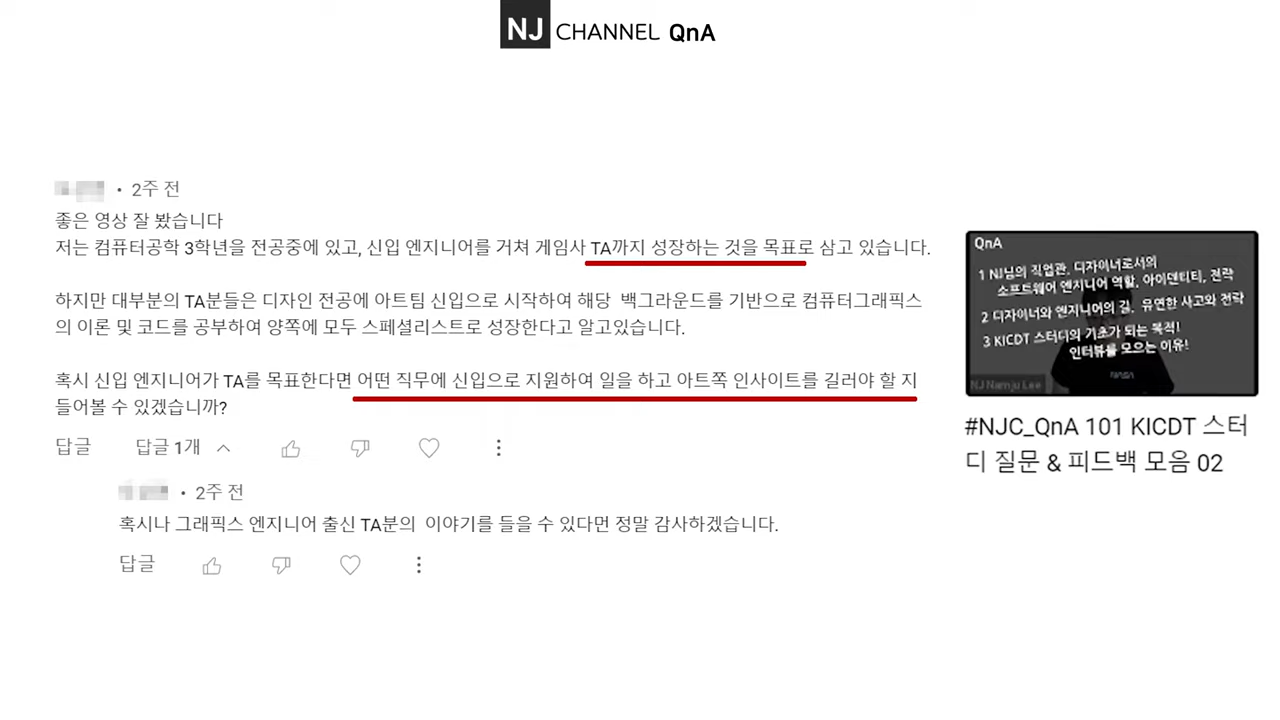 NJ CHANNEL QnA
• 2주 전
좋은 영상 잘 봤습니다
저는 컴퓨터공학 3학년을 전공중에 있고, 신입 엔지니어를 거쳐 게임사 TA까지 성장하는 것을 목표로 삼고 있습니다.
하지만 대부분의 TA분들은 디자인 전공에 아트팀 신입으로 시작하여 해당 백그라운드를 기반으로 컴퓨터그래픽스
의 이론 및 코드를 공부하여 양쪽에 모두 스페셜리스트로 성장한다고 알고있습니다.
혹시 신입 엔지니어가 TA를 목표한다면 어떤 직무에 신입으로 지원하여 일을 하고 아트쪽 인사이트를 길러야 할 지
들어볼 수 있겠습니까?
답글 답글 1개
• 2주 전
혹시나 그래픽스 엔지니어 출신 TA분의 이야기를 들을 수 있다면 정말 감사하겠습니다.
답글
QnA
1 NJ님의 직업관, 디자이너로서의
소프트웨어 엔지니어 역할, 아이덴티티, 전략
2 디자이너와 엔지니어의 길, 유연한 사고와 전략
3 KICDT 스터디의 기초가 되는 목적!
인터뷰를 모으는 이유!
NJ Namju Lee
#NJC_QnA 101 KICDT 스터
디 질문 & 피드백 모음 02